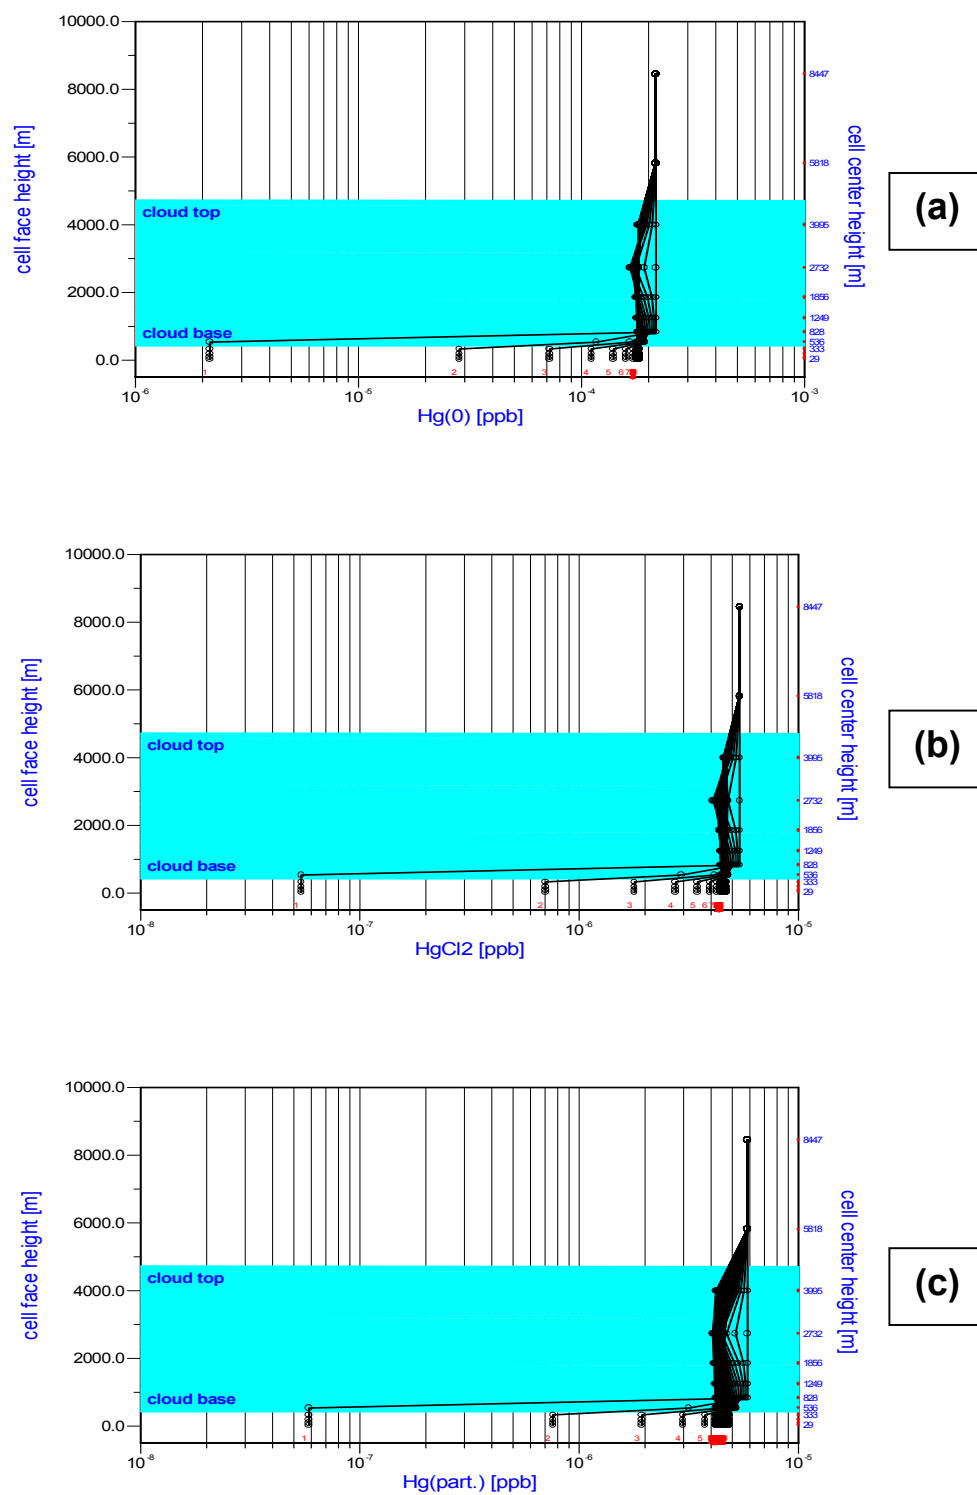 10000.0
8000.0
6000.0
4000.0
2000.0
0.0
cell face height [m]
cloud top
cloud base
8447
5818
3995
2732
1856
1249
828
536
333
29
cell center height [m]
(a)
1 2 3 4 5 6 7
10-6 10-5 10-4 10-3
Hg(0) [ppb]
10000.0
8000.0
6000.0
4000.0
2000.0
0.0
cell face height [m]
cloud top
cloud base
8447
5818
3995
2732
1856
1249
828
536
333
29
cell center height [m]
(b)
1 2 3 4 5 6
10-8 10-7 10-6 10-5
HgCl2 [ppb]
10000.0
8000.0
6000.0
4000.0
2000.0
0.0
cell face height [m]
cloud top
cloud base
8447
5818
3995
2732
1856
1249
828
536
333
29
cell center height [m]
(c)
1 2 3 4 5
10-8 10-7 10-6 10-5
Hg(part.) [ppb]